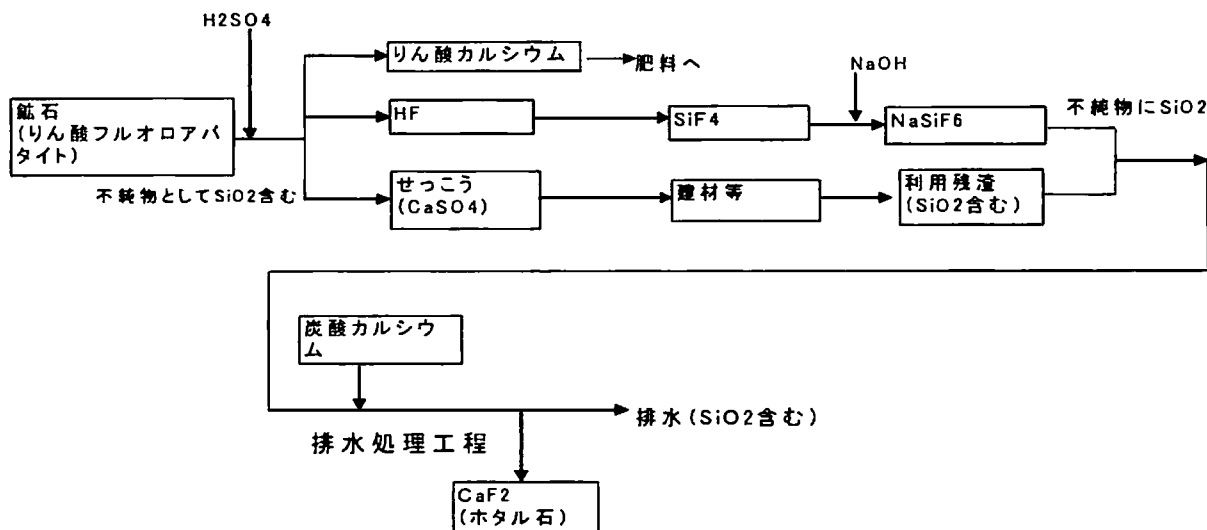 H2SO4
りん酸カルシウム
肥料へ
NaOH
鉱石
(りん酸フルオロアパ
タイト)
HF
SiF4
NaSiF6
不純物にSiO2
不純物としてSiO2含む
せっこう
(CaSO4)
建材等
利用残渣
(SiO2含む)
炭酸カルシウ
ム
排水(SiO2含む)
排水処理工程
CaF2
(ホタル石)